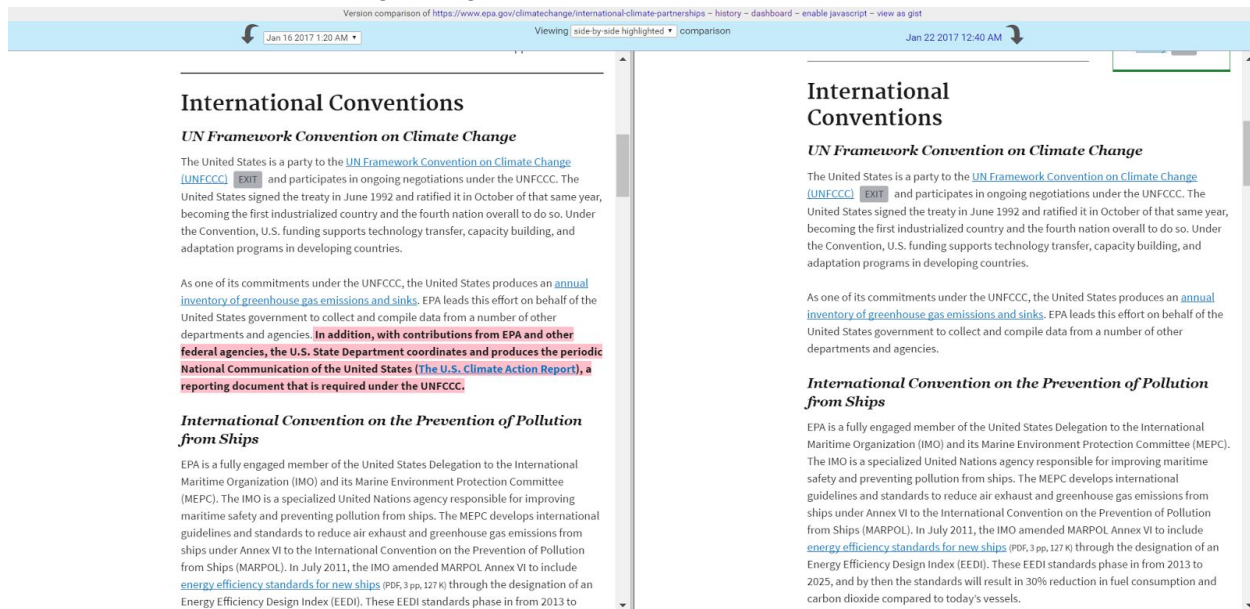 Version comparison of https://www.epa.gov/climatechange/international-climate-partnerships – history – dashboard – enable javascript – view as gist
Jan 16 2017 1:20 AM
Viewing side-by-side highlighted comparison
Jan 22 2017 12:40 AM
International Conventions
UN Framework Convention on Climate Change
The United States is a party to the UN Framework Convention on Climate Change
(UNFCCC) EXIT and participates in ongoing negotiations under the UNFCCC. The
United States signed the treaty in June 1992 and ratified it in October of that same year,
becoming the first industrialized country and the fourth nation overall to do so. Under
the Convention, U.S. funding supports technology transfer, capacity building, and
adaptation programs in developing countries.
As one of its commitments under the UNFCCC, the United States produces an annual
inventory of greenhouse gas emissions and sinks. EPA leads this effort on behalf of the
United States government to collect and compile data from a number of other
departments and agencies. In addition, with contributions from EPA and other
federal agencies, the U.S. State Department coordinates and produces the periodic
National Communication of the United States (The U.S. Climate Action Report), a
reporting document that is required under the UNFCCC.
International Convention on the Prevention of Pollution
from Ships
EPA is a fully engaged member of the United States Delegation to the International
Maritime Organization (IMO) and its Marine Environment Protection Committee
(MEPC). The IMO is a specialized United Nations agency responsible for improving
maritime safety and preventing pollution from ships. The MEPC develops international
guidelines and standards to reduce air exhaust and greenhouse gas emissions from
ships under Annex VI to the International Convention on the Prevention of Pollution
from Ships (MARPOL). In July 2011, the IMO amended MARPOL Annex VI to include
energy efficiency standards for new ships (PDF, 3 pp, 127 K) through the designation of an
Energy Efficiency Design Index (EEDI). These EEDI standards phase in from 2013 to
International
Conventions
UN Framework Convention on Climate Change
The United States is a party to the UN Framework Convention on Climate Change
(UNFCCC) EXIT and participates in ongoing negotiations under the UNFCCC. The
United States signed the treaty in June 1992 and ratified it in October of that same year,
becoming the first industrialized country and the fourth nation overall to do so. Under
the Convention, U.S. funding supports technology transfer, capacity building, and
adaptation programs in developing countries.
As one of its commitments under the UNFCCC, the United States produces an annual
inventory of greenhouse gas emissions and sinks. EPA leads this effort on behalf of the
United States government to collect and compile data from a number of other
departments and agencies.
International Convention on the Prevention of Pollution
from Ships
EPA is a fully engaged member of the United States Delegation to the International
Maritime Organization (IMO) and its Marine Environment Protection Committee (MEPC).
The IMO is a specialized United Nations agency responsible for improving maritime
safety and preventing pollution from ships. The MEPC develops international
guidelines and standards to reduce air exhaust and greenhouse gas emissions from
ships under Annex VI to the International Convention on the Prevention of Pollution
from Ships (MARPOL). In July 2011, the IMO amended MARPOL Annex VI to include
energy efficiency standards for new ships (PDF, 3 pp, 127 K) through the designation of an
Energy Efficiency Design Index (EEDI). These EEDI standards phase in from 2013 to
2025, and by then the standards will result in 30% reduction in fuel consumption and
carbon dioxide compared to today's vessels.